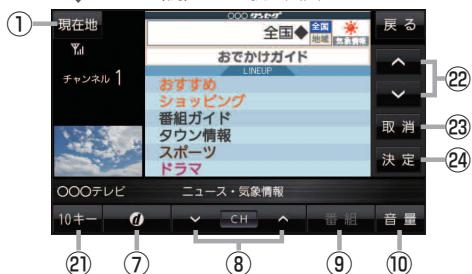 ① 現在地
○○○ ワンセグ
戻る
全国◆ 全国 地域 気象情報
おでかけガイド
チャンネル 1
LINEUP
おすすめ
ショッピング
番組ガイド
タウン情報
スポーツ
ドラマ
㉒
取消 ㉓
決定 ㉔
○○○テレビ ニュース・気象情報
10キー CH 番組 音量
㉑ ⑦ ⑧ ⑨ ⑩